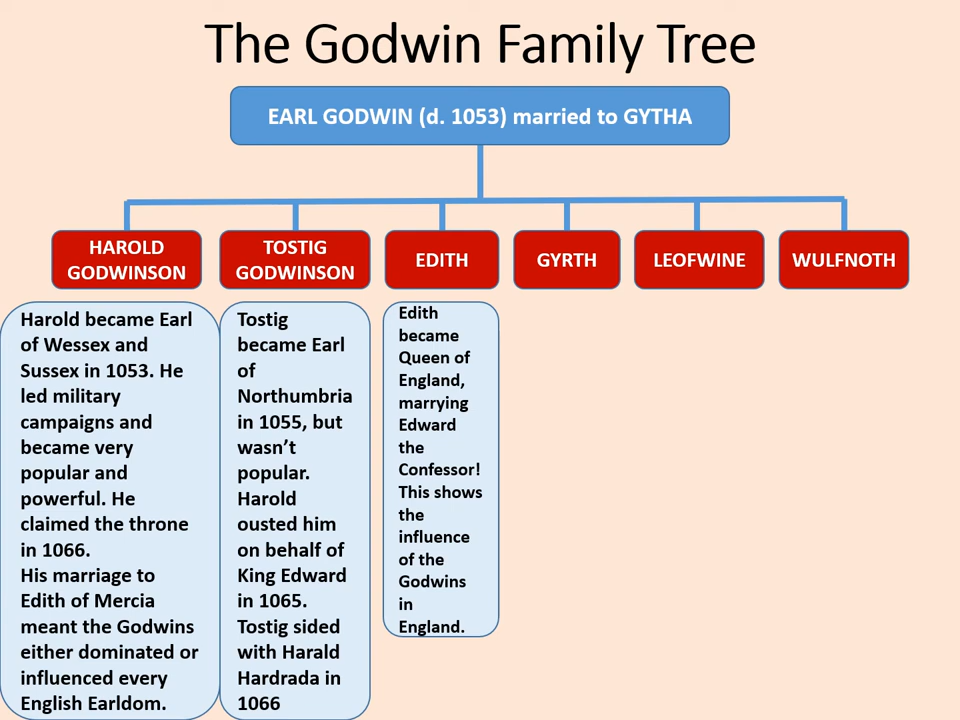 The Godwin Family Tree
EARL GODWIN (d. 1053) married to GYTHA
HAROLD
GODWINSON
TOSTIG
GODWINSON
EDITH
GYRTH
LEOFWINE
WULFNOTH
Harold became Earl
of Wessex and
Sussex in 1053. He
led military
campaigns and
became very
popular and
powerful. He
claimed the throne
in 1066.
His marriage to
Edith of Mercia
meant the Godwins
either dominated or
influenced every
English Earldom.
Tostig
became Earl
of
Northumbria
in 1055, but
wasn’t
popular.
Harold
ousted him
on behalf of
King Edward
in 1065.
Tostig sided
with Harald
Hardrada in
1066
Edith
became
Queen of
England,
marrying
Edward
the
Confessor!
This shows
the
influence
of the
Godwins
in
England.